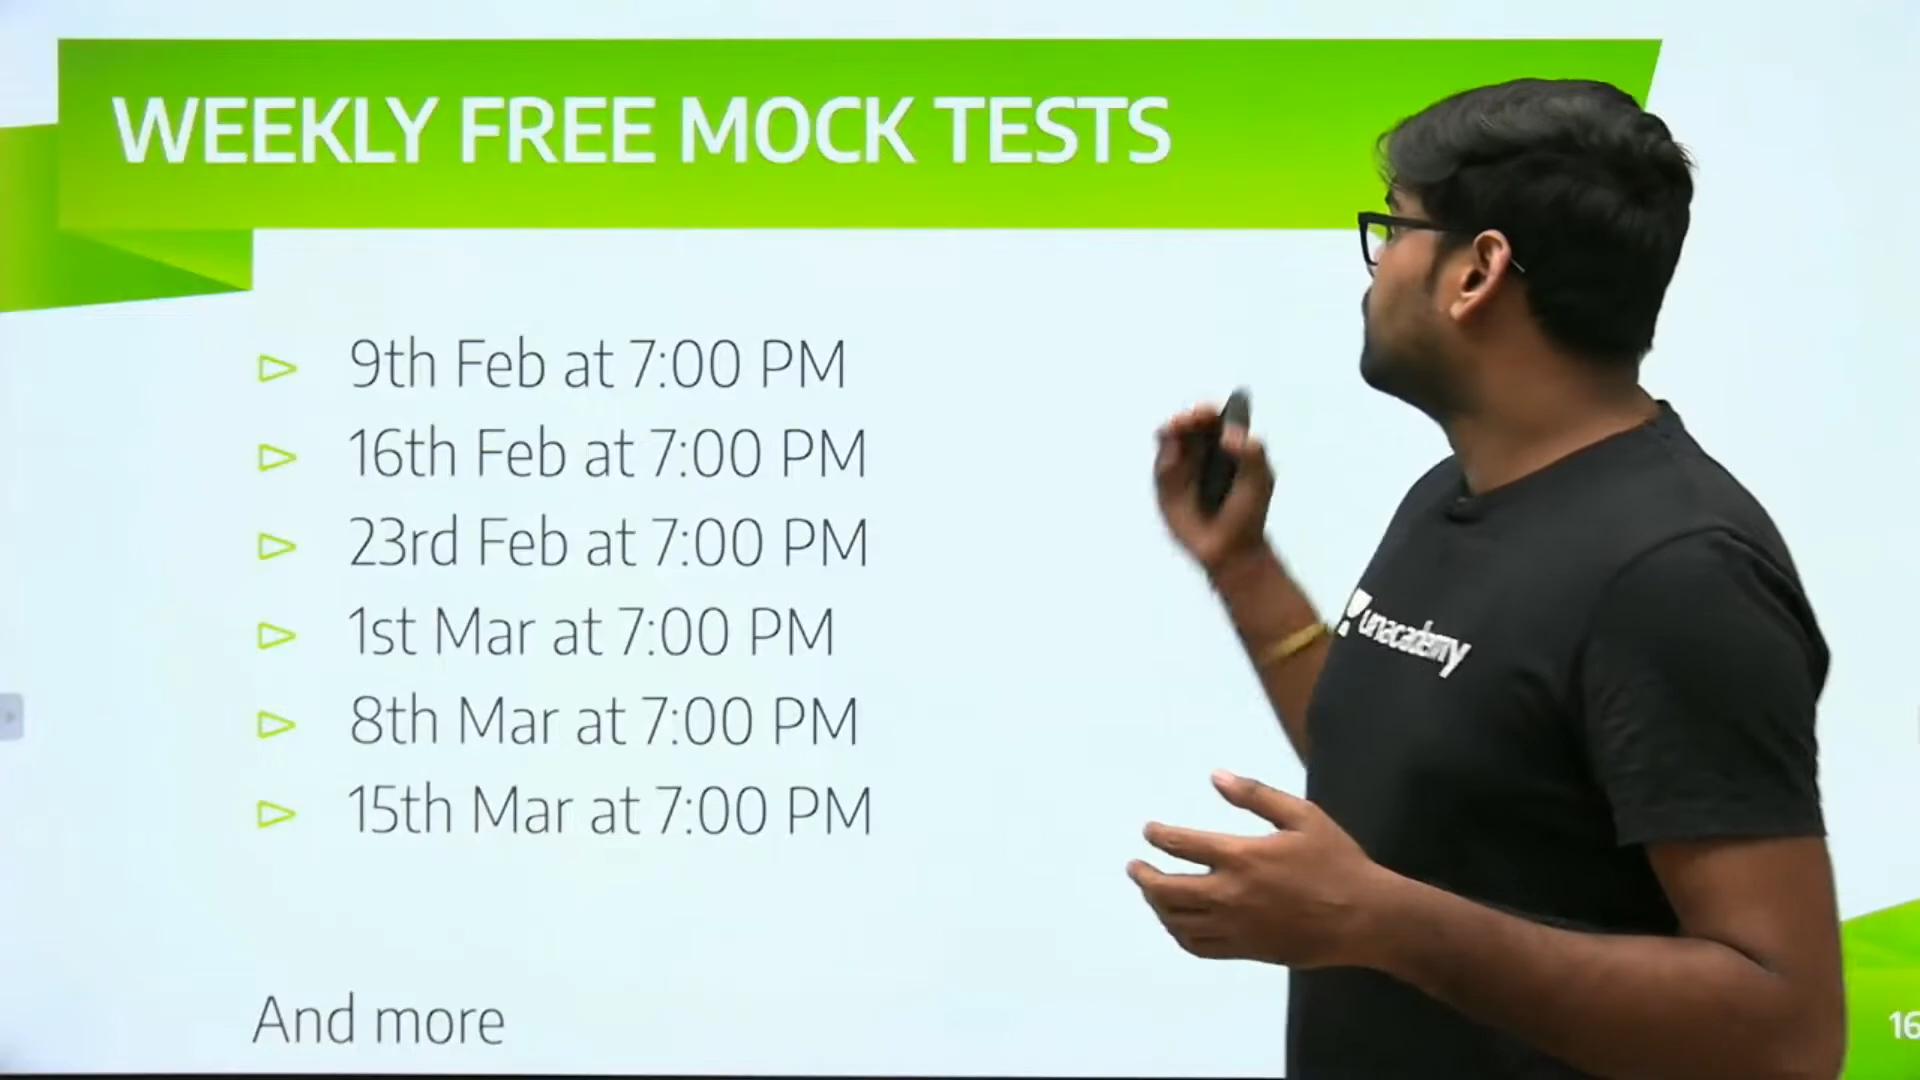 WEEKLY FREE MOCK TESTS
9th Feb at 7:00 PM
16th Feb at 7:00 PM
23rd Feb at 7:00 PM
1st Mar at 7:00 PM
8th Mar at 7:00 PM
15th Mar at 7:00 PM
And more
unacademy
16